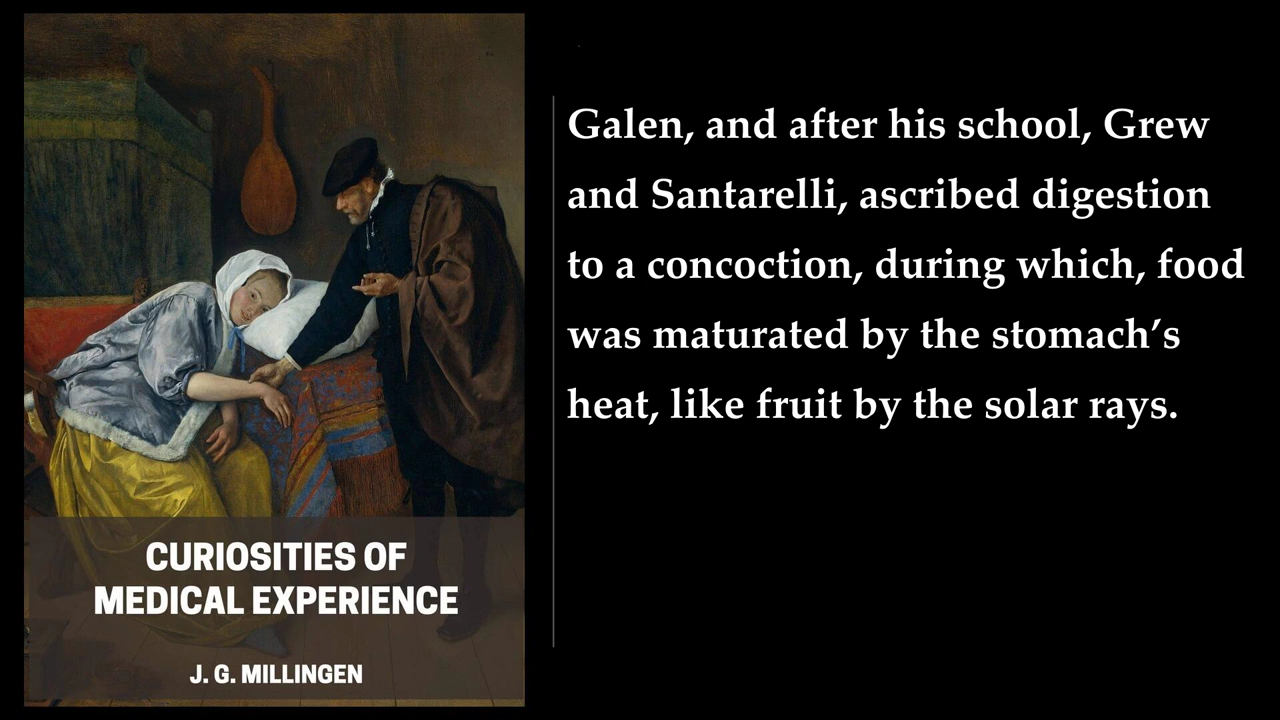 Galen, and after his school, Grew
and Santarelli, ascribed digestion
to a concoction, during which, food
was maturated by the stomach’s
heat, like fruit by the solar rays.
CURIOSITIES OF
MEDICAL EXPERIENCE
J. G. MILLINGEN